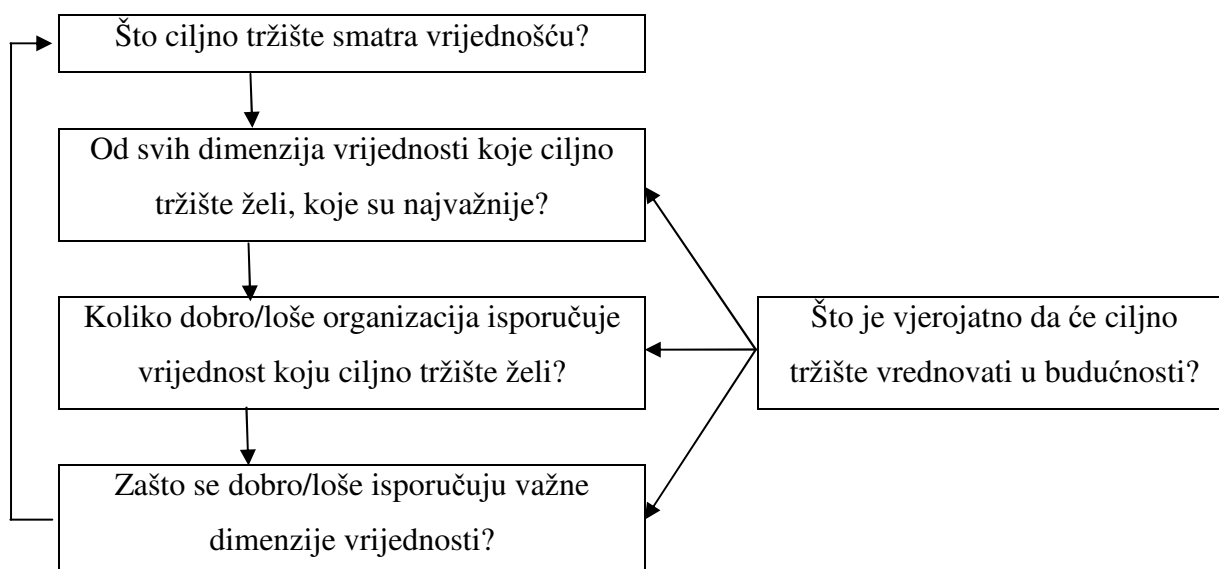 Što ciljno tržište smatra vrijednošću?
Od svih dimenzija vrijednosti koje ciljno
tržište želi, koje su najvažnije?
Koliko dobro/loše organizacija isporučuje
vrijednost koju ciljno tržište želi?
Što je vjerojatno da će ciljno
tržište vrednovati u budućnosti?
Zašto se dobro/loše isporučuju važne
dimenzije vrijednosti?